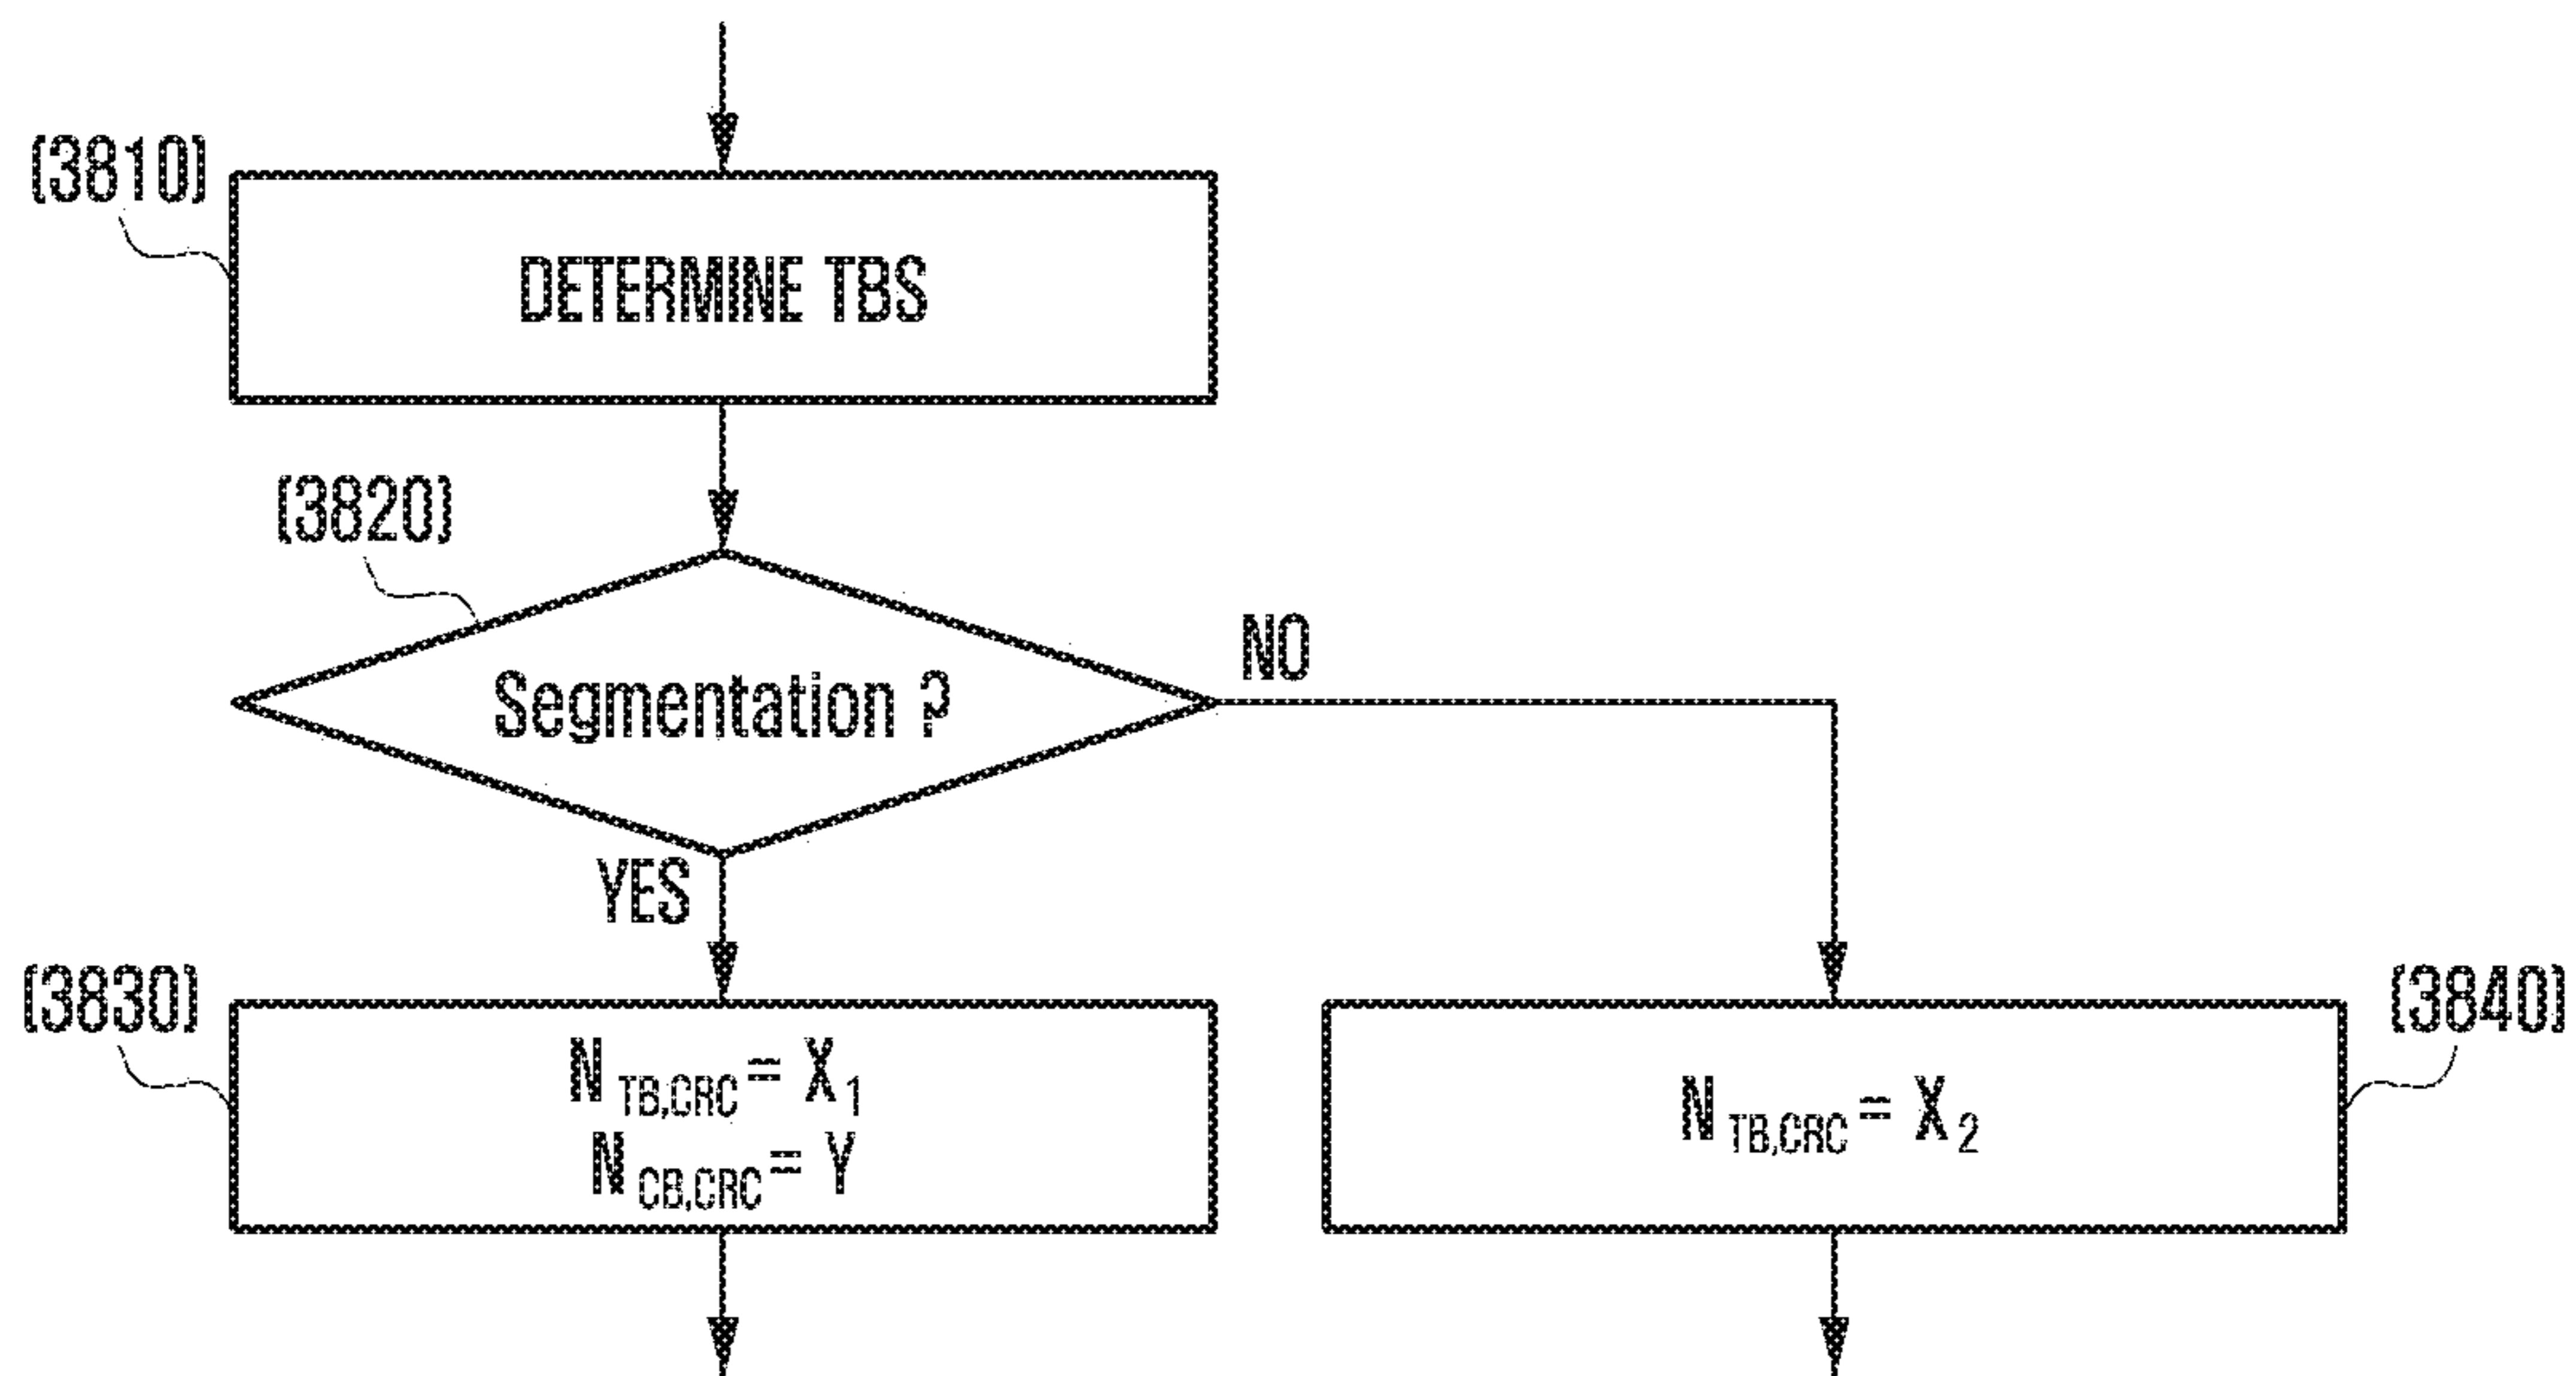 (3810)
DETERMINE TBS
(3820)
Segmentation ?
NO
YES
(3830)
N TB,CRC = X 1
N CB,CRC = Y
N TB,CRC = X 2
(3840)